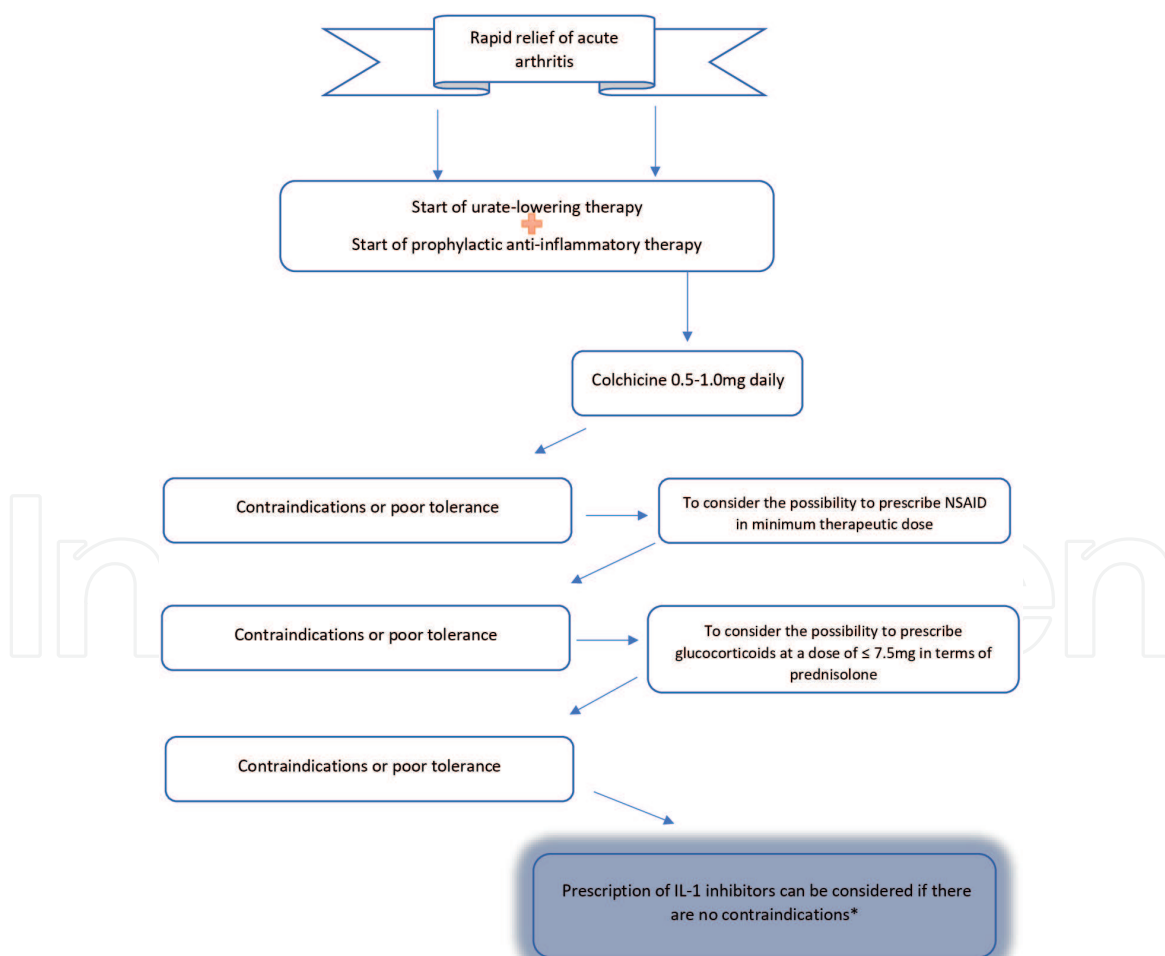 Rapid relief of acute
arthritis
Start of urate-lowering therapy
Start of prophylactic anti-inflammatory therapy
Colchicine 0.5-1.0mg daily
Contraindications or poor tolerance
To consider the possibility to prescribe NSAID
in minimum therapeutic dose
Contraindications or poor tolerance
To consider the possibility to prescribe
glucocorticoids at a dose of ≤ 7.5mg in terms of
prednisolone
Contraindications or poor tolerance
Prescription of IL-1 inhibitors can be considered if there
are no contraindications*